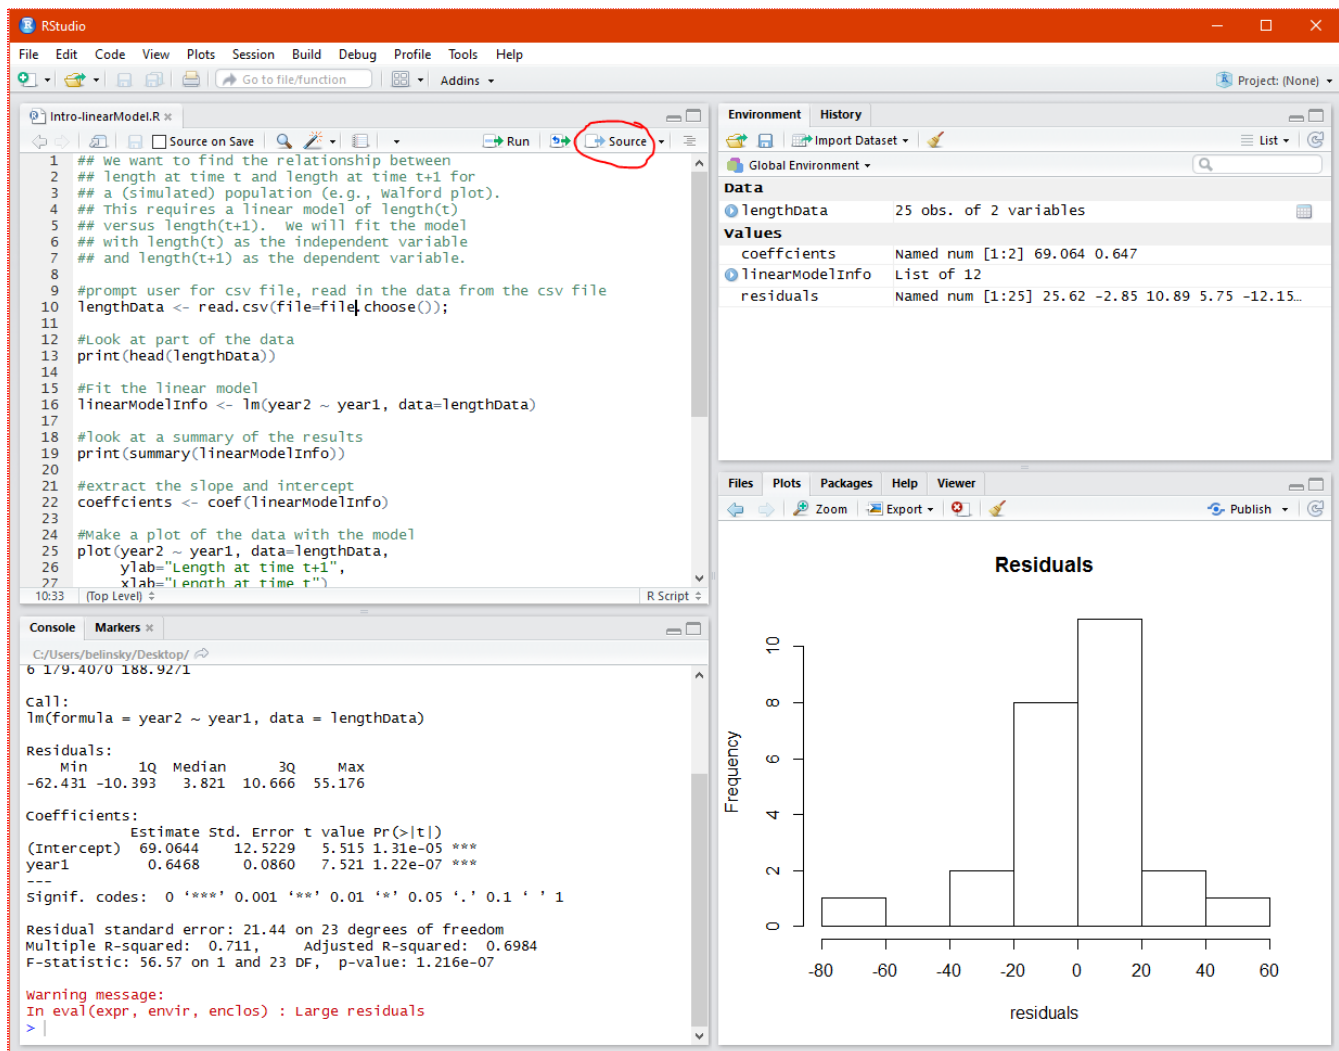 RStudio
File Edit Code View Plots Session Build Debug Profile Tools Help
Go to file/function Addins Project: (None)
Intro-linearModel.R
Source on Save Run Source
1 ## We want to find the relationship between
2 ## length at time t and length at time t+1 for
3 ## a (simulated) population (e.g., Walford plot).
4 ## This requires a linear model of length(t)
5 ## versus length(t+1).  We will fit the model
6 ## with length(t) as the independent variable
7 ## and length(t+1) as the dependent variable.
8
9 #prompt user for csv file, read in the data from the csv file
10 lengthData <- read.csv(file=file.choose());
11
12 #Look at part of the data
13 print(head(lengthData))
14
15 #Fit the linear model
16 linearModelInfo <- lm(year2 ~ year1, data=lengthData)
17
18 #look at a summary of the results
19 print(summary(linearModelInfo))
20
21 #extract the slope and intercept
22 coeffcients <- coef(linearModelInfo)
23
24 #Make a plot of the data with the model
25 plot(year2 ~ year1, data=lengthData,
26 ylab="Length at time t+1",
27 xlab="Length at time t")
10:33 (Top Level) R Script
Console Markers
C:/Users/belinsky/Desktop/
6 179.4070 188.9271
Call:
lm(formula = year2 ~ year1, data = lengthData)
Residuals:
Min 1Q Median 3Q Max
-62.431 -10.393 3.821 10.666 55.176
Coefficients:
Estimate Std. Error t value Pr(>|t|)
(Intercept) 69.0644 12.5229 5.515 1.31e-05 ***
year1 0.6468 0.0860 7.521 1.22e-07 ***
---
Signif. codes: 0 ‘***’ 0.001 ‘**’ 0.01 ‘*’ 0.05 ‘.’ 0.1 ‘ ’ 1
Residual standard error: 21.44 on 23 degrees of freedom
Multiple R-squared: 0.711, Adjusted R-squared: 0.6984
F-statistic: 56.57 on 1 and 23 DF, p-value: 1.216e-07
Warning message:
In eval(expr, envir, enclos) : Large residuals
>
Environment History
Import Dataset List
Global Environment
Data
lengthData 25 obs. of 2 variables
Values
coeffcients Named num [1:2] 69.064 0.647
linearModelInfo List of 12
residuals Named num [1:25] 25.62 -2.85 10.89 5.75 -12.15…
Files Plots Packages Help Viewer
Zoom Export Publish
Residuals
Frequency
10
8
6
4
2
0
-80 -60 -40 -20 0 20 40 60
residuals